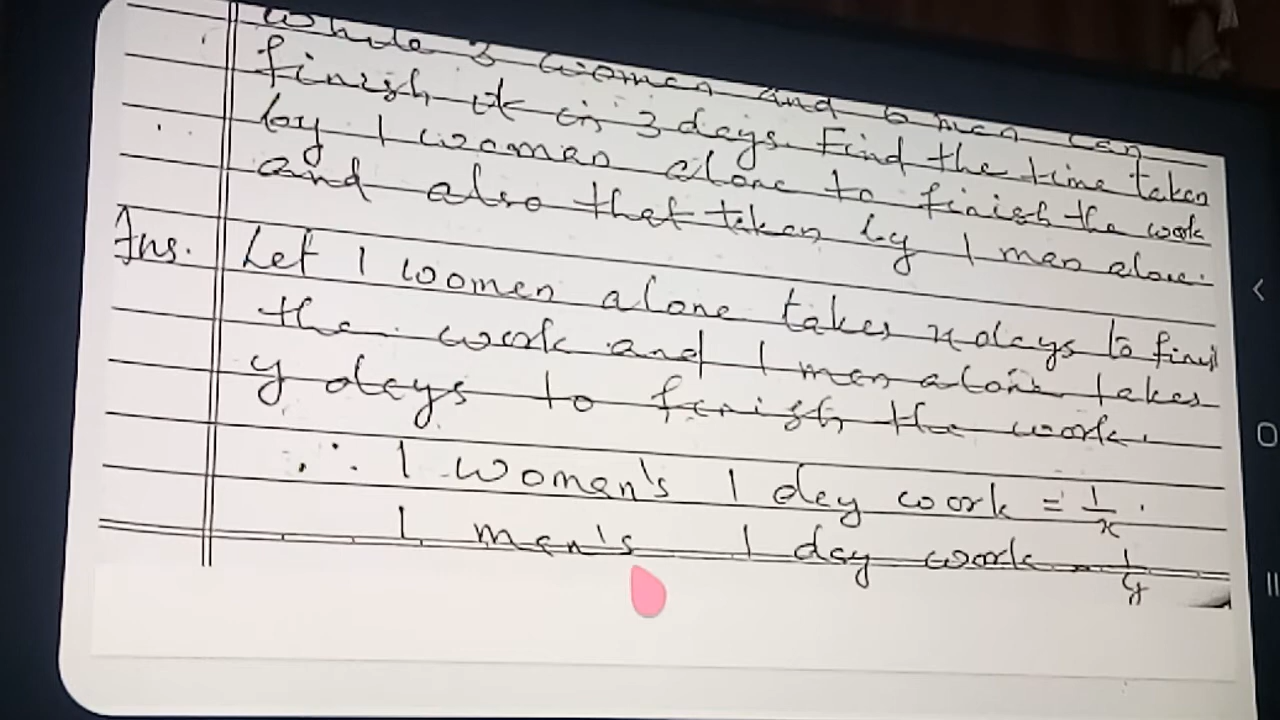 While 3 women and 6 men can
finish it in 3 days. Find the time taken
by 1 woman alone to finish the work
and also that taken by 1 man alone.
Ans. Let 1 women alone takes x days to finish
the work and 1 man alone takes
y days to finish the work.
∴ 1 women's 1 day work = 1/x.
1 men's 1 day work = 1/y